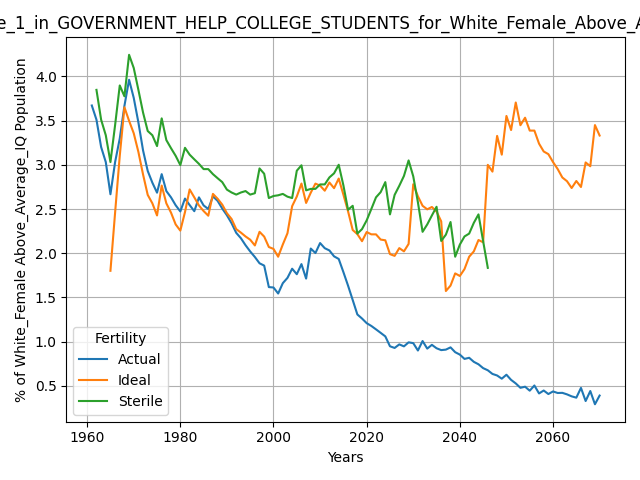 e_1_in_GOVERNMENT_HELP_COLLEGE_STUDENTS_for_White_Female_Above_A
% of White_Female Above_Average_IQ Population
4.0
3.5
3.0
2.5
2.0
1.5
1.0
0.5
Fertility
Actual
Ideal
Sterile
1960
1980
2000
2020
2040
2060
Years